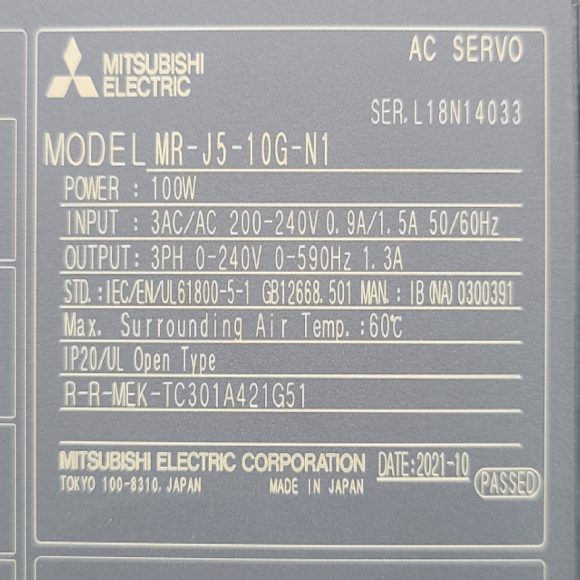 MITSUBISHI
ELECTRIC
AC SERVO
SER.L18N14033
MODEL MR-J5-10G-N1
POWER : 100W
INPUT : 3AC/AC 200-240V 0.9A/1.5A 50/60Hz
OUTPUT: 3PH 0-240V 0-590Hz 1.3A
STD.:IEC/EN/UL61800-5-1 GB12668.501 MAN.: IB(NA)0300391
Max. Surrounding Air Temp.:60℃
IP20/UL Open Type
R-R-MEK-TC301A421G51
MITSUBISHI ELECTRIC CORPORATION DATE:2021-10
TOKYO 100-8310, JAPAN MADE IN JAPAN PASSED